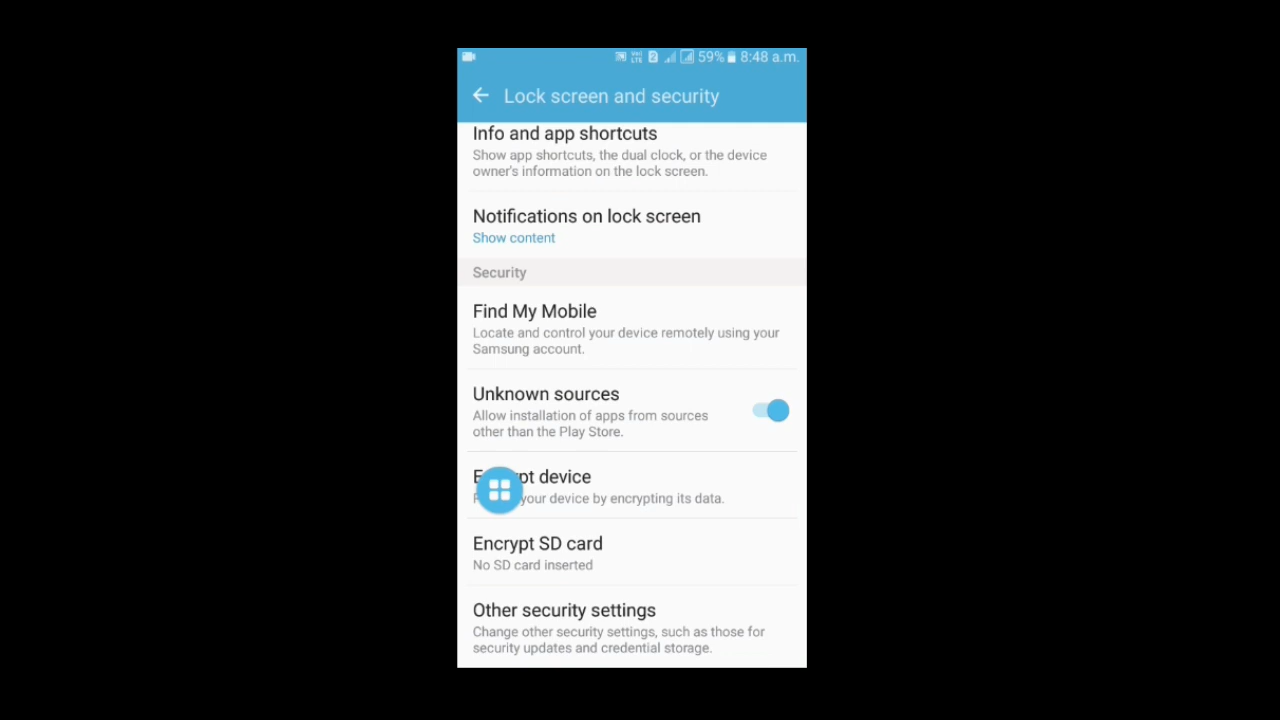 59% 8:48 a.m.
Lock screen and security
Info and app shortcuts
Show app shortcuts, the dual clock, or the device
owner's information on the lock screen.
Notifications on lock screen
Show content
Security
Find My Mobile
Locate and control your device remotely using your
Samsung account.
Unknown sources
Allow installation of apps from sources
other than the Play Store.
pt device
your device by encrypting its data.
Encrypt SD card
No SD card inserted
Other security settings
Change other security settings, such as those for
security updates and credential storage.